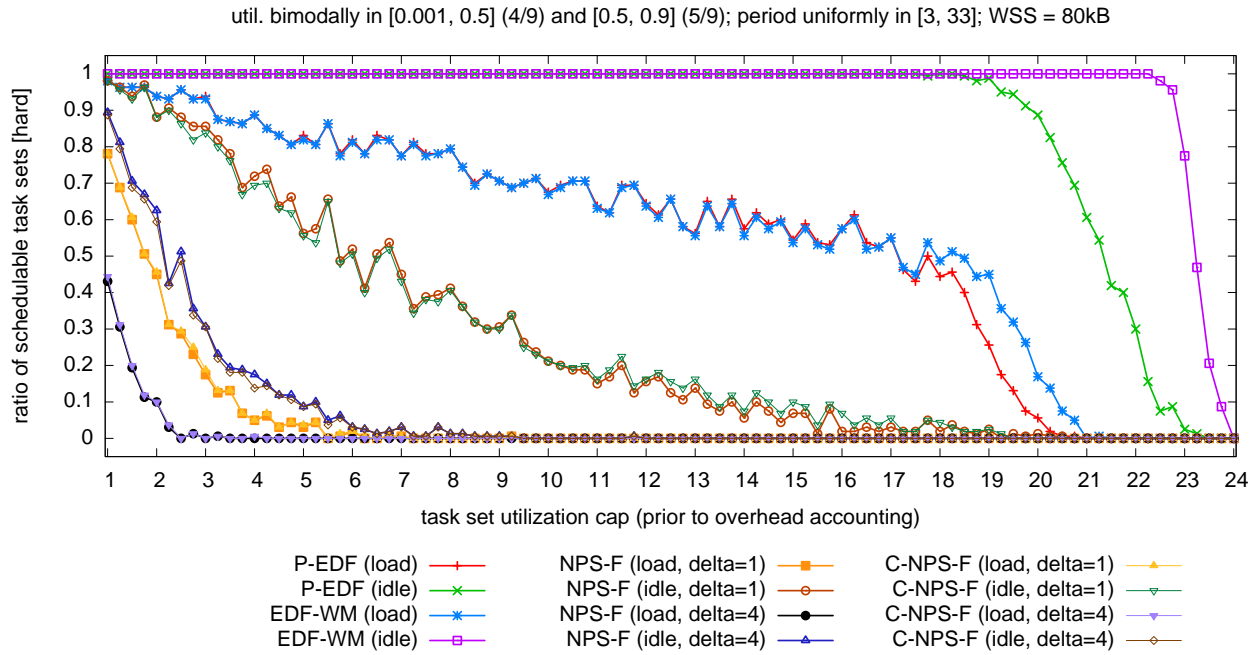 util. bimodally in [0.001, 0.5] (4/9) and [0.5, 0.9] (5/9); period uniformly in [3, 33]; WSS = 80kB
ratio of schedulable task sets [hard]
1
0.9
0.8
0.7
0.6
0.5
0.4
0.3
0.2
0.1
0
1 2 3 4 5 6 7 8 9 10 11 12 13 14 15 16 17 18 19 20 21 22 23 24
task set utilization cap (prior to overhead accounting)
P-EDF (load) NPS-F (load, delta=1) C-NPS-F (load, delta=1)
P-EDF (idle) NPS-F (idle, delta=1) C-NPS-F (idle, delta=1)
EDF-WM (load) NPS-F (load, delta=4) C-NPS-F (load, delta=4)
EDF-WM (idle) NPS-F (idle, delta=4) C-NPS-F (idle, delta=4)